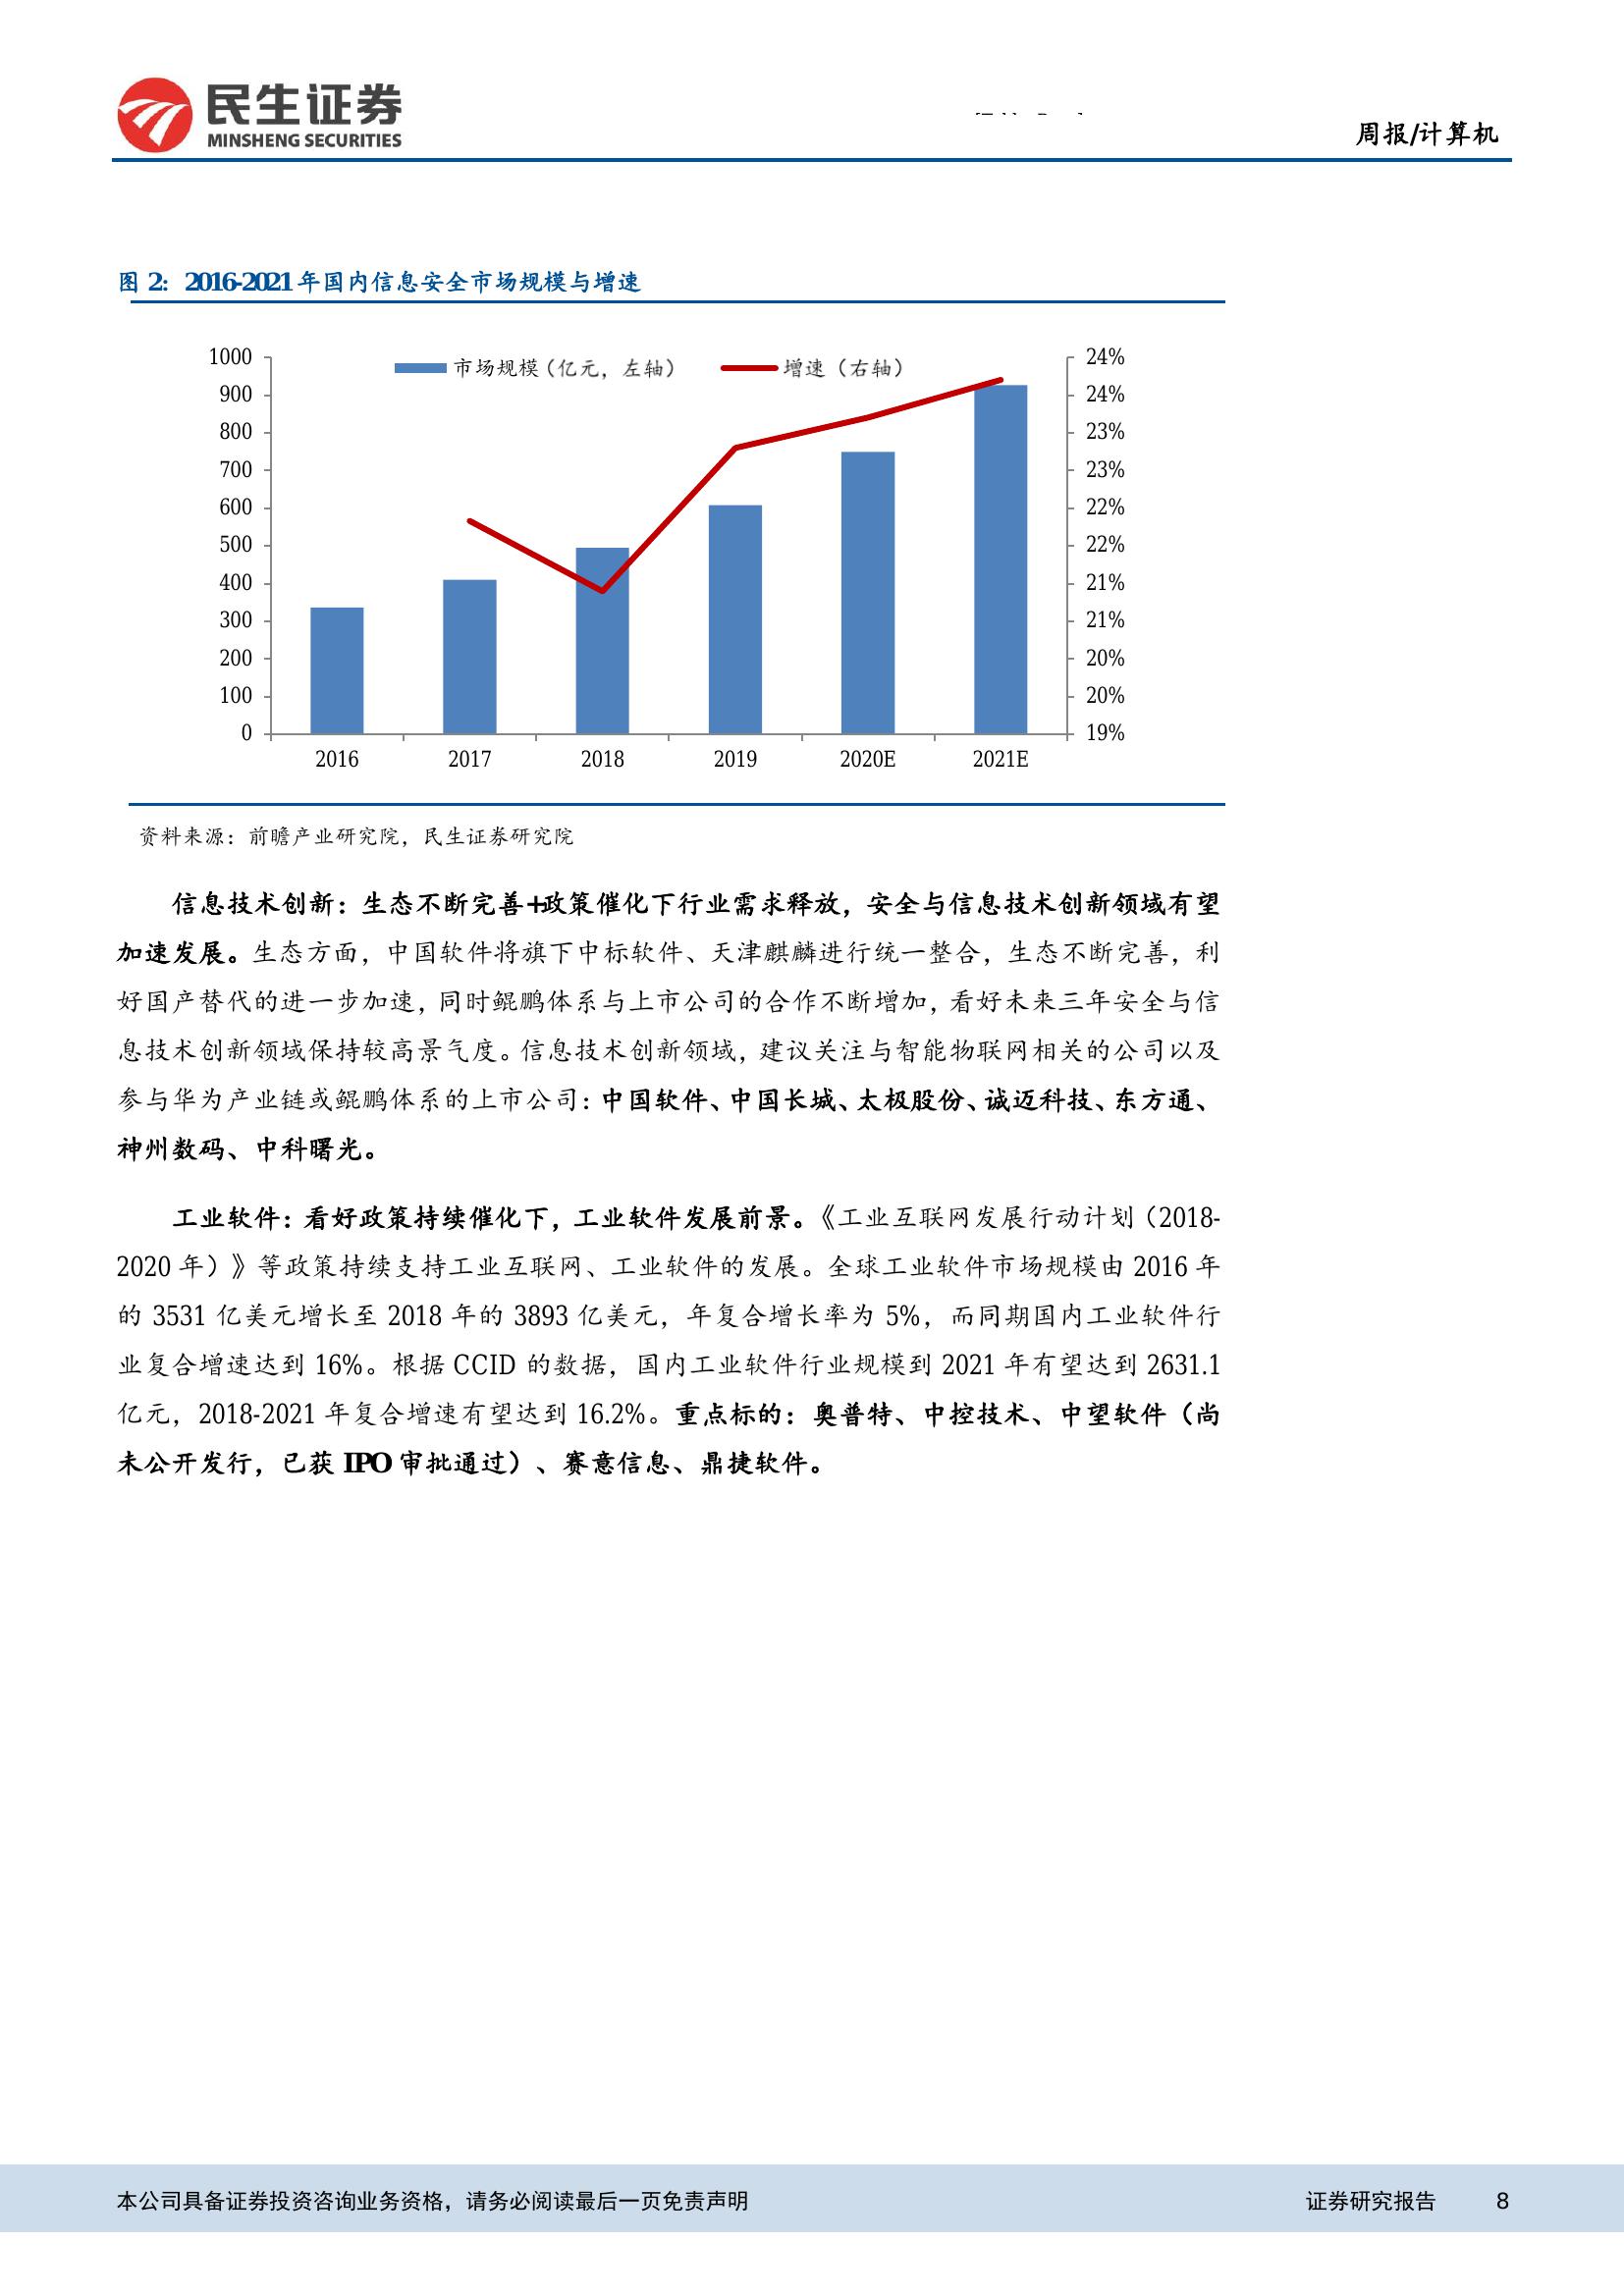 民生证券
MINSHENG SECURITIES
周报/计算机
图 2：2016-2021 年国内信息安全市场规模与增速
市场规模（亿元，左轴）
增速（右轴）
1000
900
800
700
600
500
400
300
200
100
0
24%
24%
23%
23%
22%
22%
21%
21%
20%
20%
19%
2016 2017 2018 2019 2020E 2021E
资料来源：前瞻产业研究院，民生证券研究院
信息技术创新：生态不断完善+政策催化下行业需求释放，安全与信息技术创新领域有望
加速发展。生态方面，中国软件将旗下中标软件、天津麒麟进行统一整合，生态不断完善，利
好国产替代的进一步加速，同时鲲鹏体系与上市公司的合作不断增加，看好未来三年安全与信
息技术创新领域保持较高景气度。信息技术创新领域，建议关注与智能物联网相关的公司以及
参与华为产业链或鲲鹏体系的上市公司：中国软件、中国长城、太极股份、诚迈科技、东方通、
神州数码、中科曙光。
工业软件：看好政策持续催化下，工业软件发展前景。《工业互联网发展行动计划（2018-
2020 年）》等政策持续支持工业互联网、工业软件的发展。全球工业软件市场规模由 2016 年
的 3531 亿美元增长至 2018 年的 3893 亿美元，年复合增长率为 5%，而同期国内工业软件行
业复合增速达到 16%。根据 CCID 的数据，国内工业软件行业规模到 2021 年有望达到 2631.1
亿元，2018-2021 年复合增速有望达到 16.2%。重点标的：奥普特、中控技术、中望软件（尚
未公开发行，已获 IPO 审批通过）、赛意信息、鼎捷软件。
本公司具备证券投资咨询业务资格，请务必阅读最后一页免责声明
证券研究报告 8